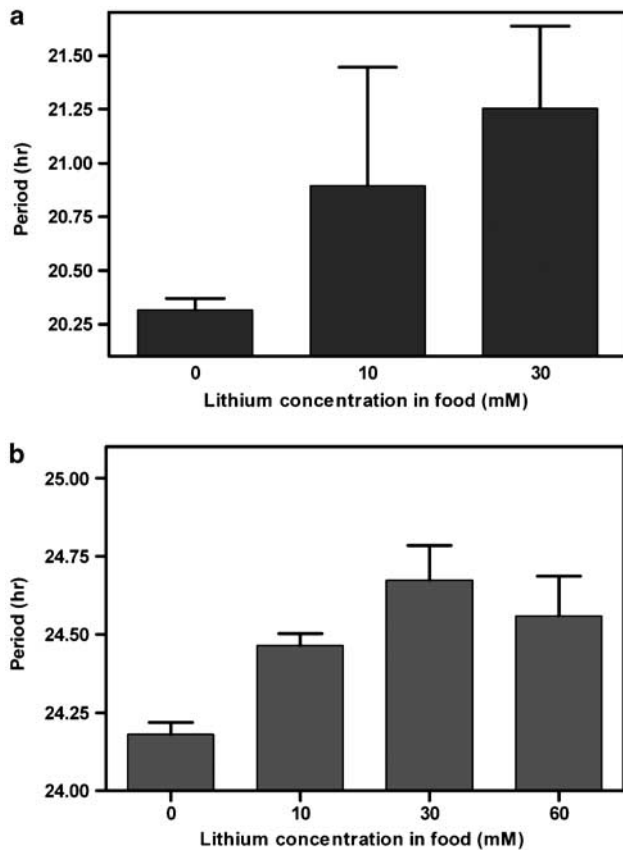 a
21.50
21.25
21.00
20.75
20.50
20.25
Period (hr)
0 10 30
Lithium concentration in food (mM)
b
25.00
24.75
24.50
24.25
24.00
Period (hr)
0 10 30 60
Lithium concentration in food (mM)